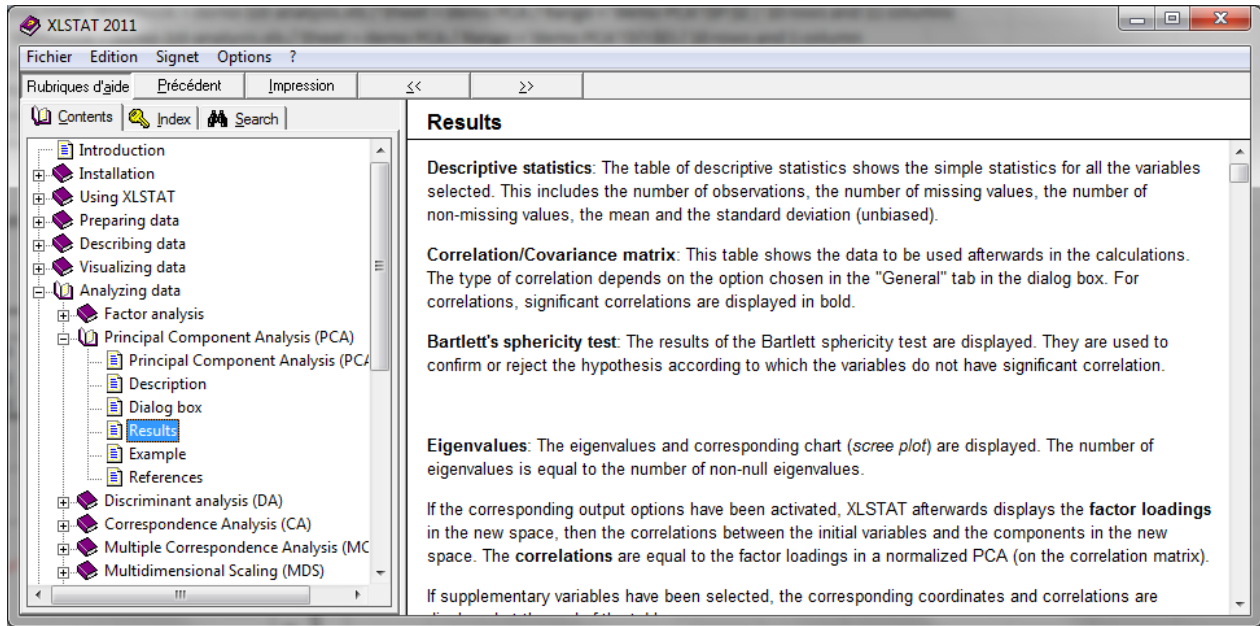 XLSTAT 2011
Fichier Edition Signet Options ?
Rubriques d'aide Précédent Impression << >>
Contents Index Search
Introduction
Installation
Using XLSTAT
Preparing data
Describing data
Visualizing data
Analyzing data
Factor analysis
Principal Component Analysis (PCA)
Principal Component Analysis (PCA
Description
Dialog box
Results
Example
References
Discriminant analysis (DA)
Correspondence Analysis (CA)
Multiple Correspondence Analysis (MC
Multidimensional Scaling (MDS)
Results
Descriptive statistics: The table of descriptive statistics shows the simple statistics for all the variables
selected. This includes the number of observations, the number of missing values, the number of
non-missing values, the mean and the standard deviation (unbiased).
Correlation/Covariance matrix: This table shows the data to be used afterwards in the calculations.
The type of correlation depends on the option chosen in the "General" tab in the dialog box. For
correlations, significant correlations are displayed in bold.
Bartlett's sphericity test: The results of the Bartlett sphericity test are displayed. They are used to
confirm or reject the hypothesis according to which the variables do not have significant correlation.
Eigenvalues: The eigenvalues and corresponding chart (scree plot) are displayed. The number of
eigenvalues is equal to the number of non-null eigenvalues.
If the corresponding output options have been activated, XLSTAT afterwards displays the factor loadings
in the new space, then the correlations between the initial variables and the components in the new
space. The correlations are equal to the factor loadings in a normalized PCA (on the correlation matrix).
If supplementary variables have been selected, the corresponding coordinates and correlations are